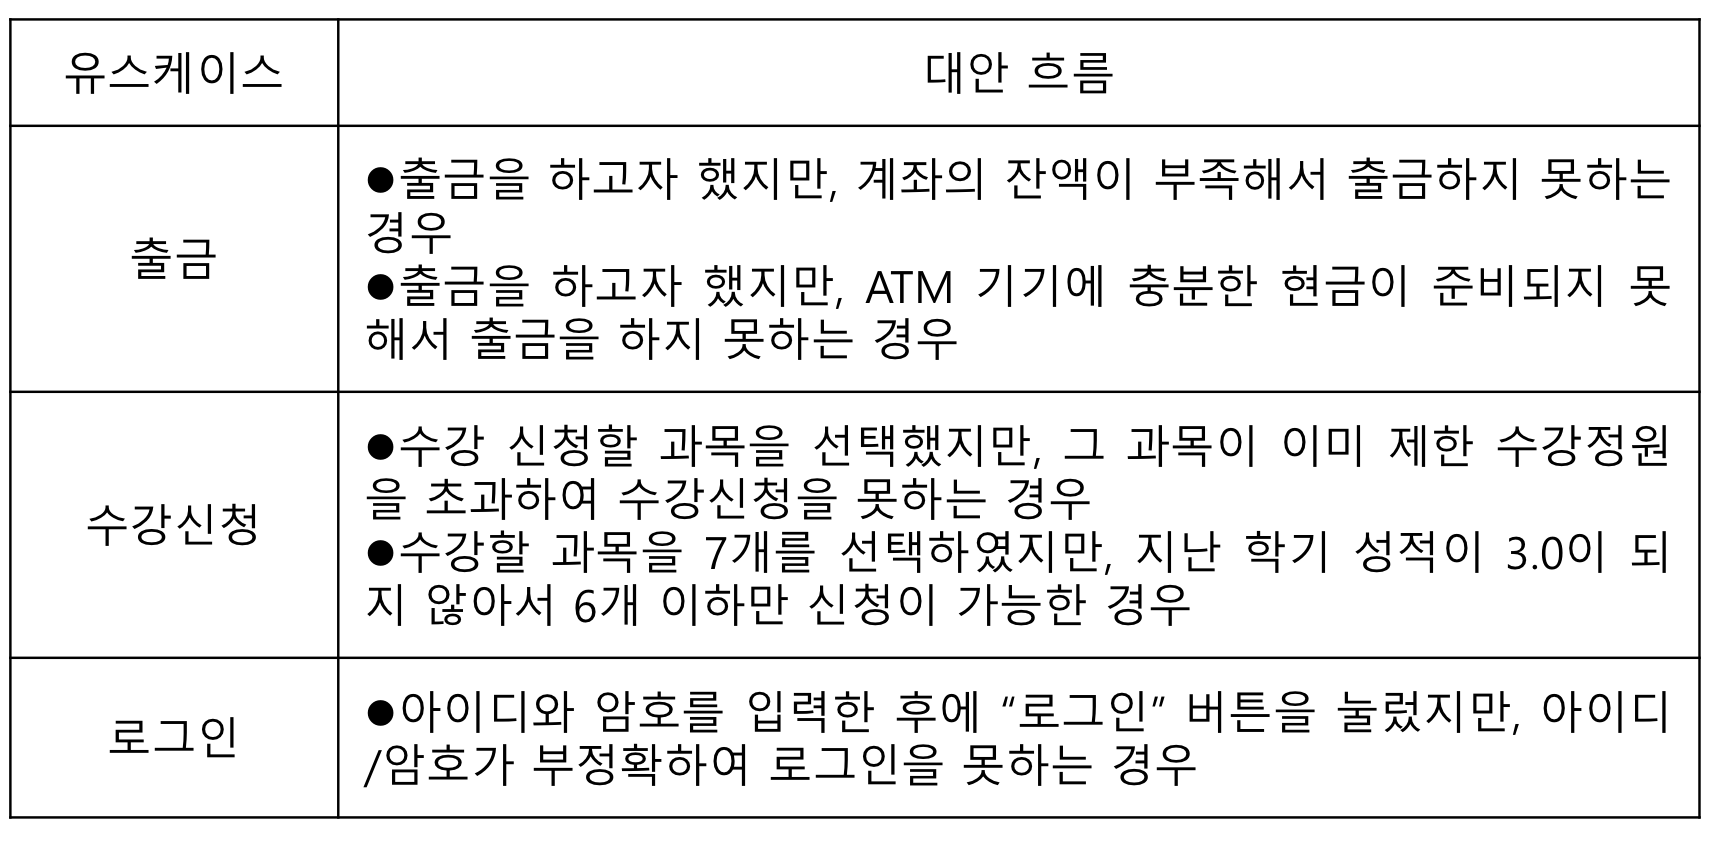 유스케이스
대안 흐름
출금
●출금을 하고자 했지만, 계좌의 잔액이 부족해서 출금하지 못하는
경우
●출금을 하고자 했지만, ATM 기기에 충분한 현금이 준비되지 못
해서 출금을 하지 못하는 경우
수강신청
●수강 신청할 과목을 선택했지만, 그 과목이 이미 제한 수강정원
을 초과하여 수강신청을 못하는 경우
●수강할 과목을 7개를 선택하였지만, 지난 학기 성적이 3.0이 되
지 않아서 6개 이하만 신청이 가능한 경우
로그인
●아이디와 암호를 입력한 후에 “로그인” 버튼을 눌렀지만, 아이디
/암호가 부정확하여 로그인을 못하는 경우